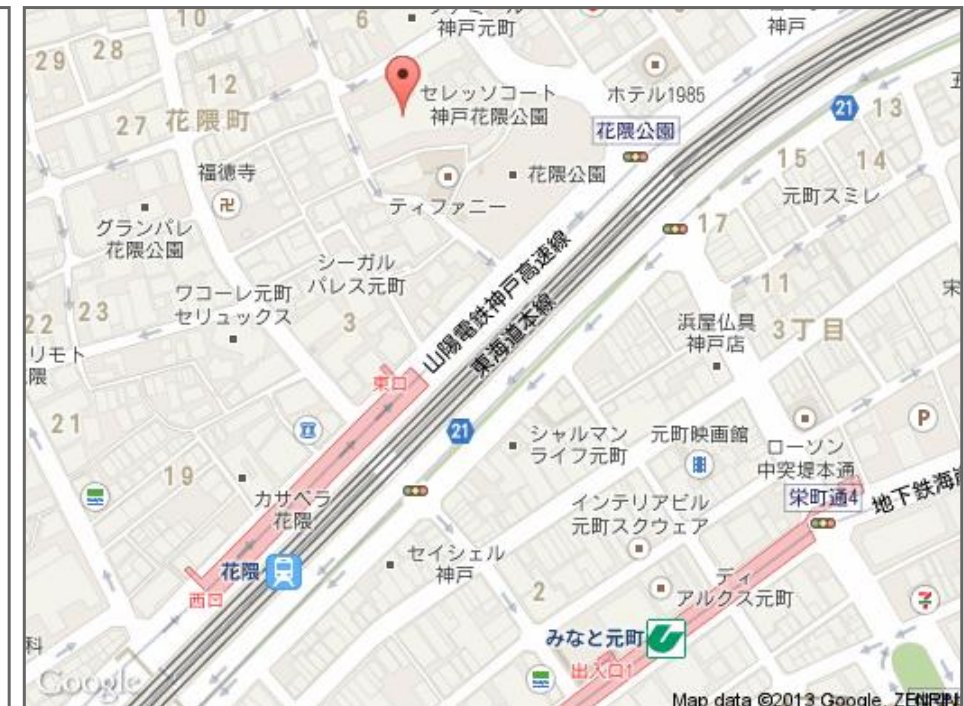 10
6
神戸元町
神戸
29
28
12
セレッソコート
神戸花隈公園
ホテル1985
21
13
27
花隈町
花隈公園
15
14
福徳寺
花隈公園
元町スミレ
ティファニー
グランパレ
花隈公園
17
シーガル
パレス元町
山陽電鉄神戸高速線
東海道本線
11
ワコーレ元町
セリュックス
23
22
3
浜屋仏具
神戸店
3丁目
リモト
隈
東口
21
21
シャルマン
ライフ元町
元町映画館
ローソン
中突堤本通
P
19
カサベラ
花隈
インテリアビル
元町スクウェア
栄町通4
地下鉄海岸
花隈
西口
セイシェル
神戸
2
ディ
アルクス元町
みなと元町
出入口1
科
7
Google
Map data ©2013 Google, ZENRIN